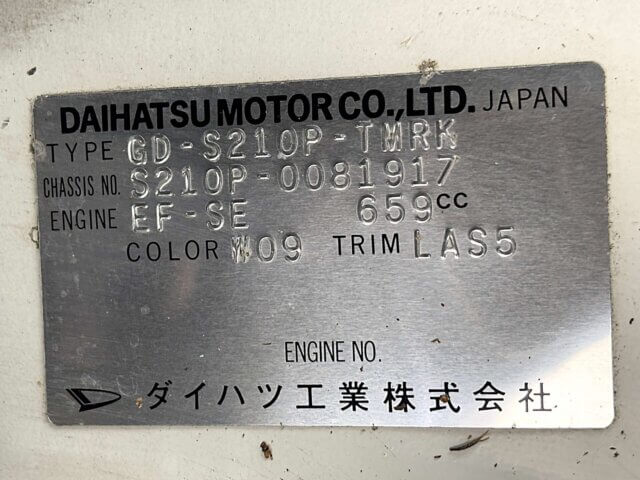 DAIHATSU MOTOR CO.,LTD. JAPAN
TYPE GD-S210P-TMRK
CHASSIS NO. S210P-0081917
ENGINE EF-SE 659CC
COLOR W09 TRIM LAS5
ENGINE NO.
ダイハツ工業株式会社